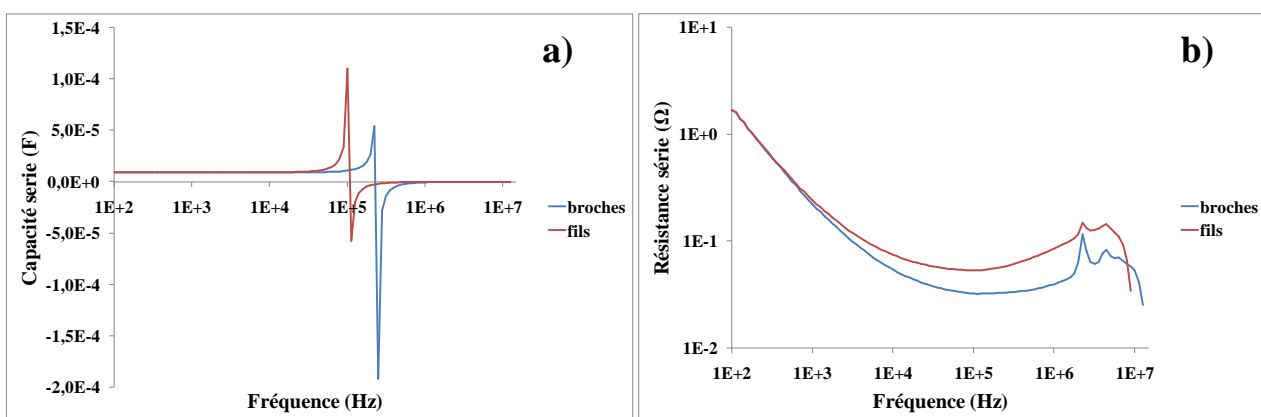 a)
Capacité serie (F)
1,5E-4
1,0E-4
5,0E-5
0,0E+0
-5,0E-5
-1,0E-4
-1,5E-4
-2,0E-4
1E+2 1E+3 1E+4 1E+5 1E+6 1E+7
Fréquence (Hz)
broches
fils
b)
Résistance série (Ω)
1E+1
1E+0
1E-1
1E-2
1E+2 1E+3 1E+4 1E+5 1E+6 1E+7
Fréquence (Hz)
broches
fils